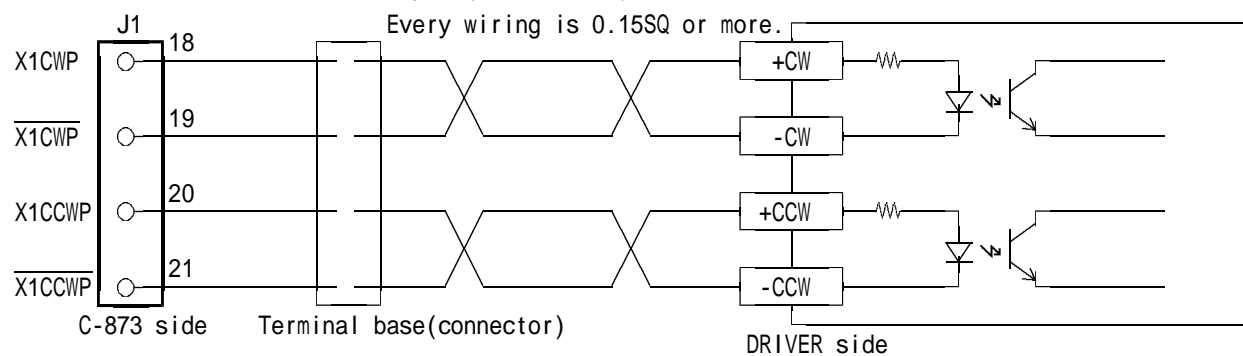 Every wiring is 0.15SQ or more.
J1
X1CWP 18 +CW
X1CWP 19 -CW
X1CCWP 20 +CCW
X1CCWP 21 -CCW
C-873 side Terminal base(connector)
DRIVER side